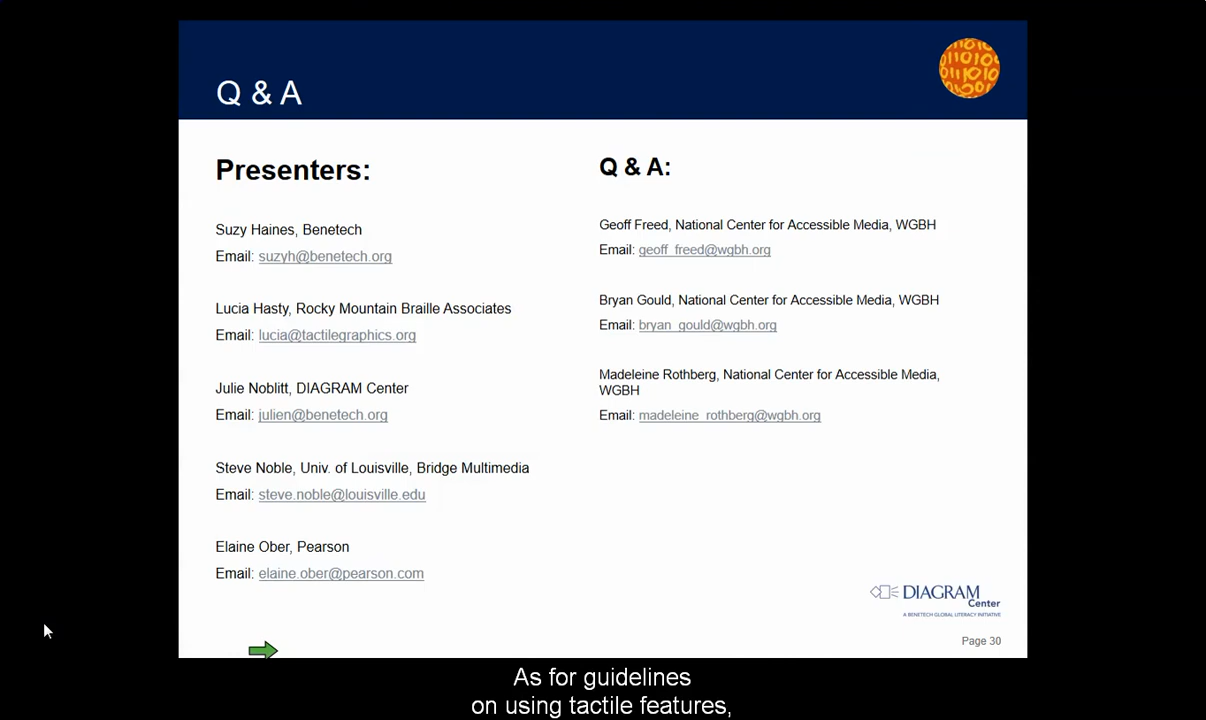 Q & A
Presenters:
Suzy Haines, Benetech
Email: suzyh@benetech.org
Lucia Hasty, Rocky Mountain Braille Associates
Email: lucia@tactilegraphics.org
Julie Noblitt, DIAGRAM Center
Email: julien@benetech.org
Steve Noble, Univ. of Louisville, Bridge Multimedia
Email: steve.noble@louisville.edu
Elaine Ober, Pearson
Email: elaine.ober@pearson.com
Q & A:
Geoff Freed, National Center for Accessible Media, WGBH
Email: geoff_freed@wgbh.org
Bryan Gould, National Center for Accessible Media, WGBH
Email: bryan_gould@wgbh.org
Madeleine Rothberg, National Center for Accessible Media,
WGBH
Email: madeleine_rothberg@wgbh.org
DIAGRAM
Center
A BENETECH GLOBAL LITERACY INITIATIVE
Page 30
As for guidelines
on using tactile features,